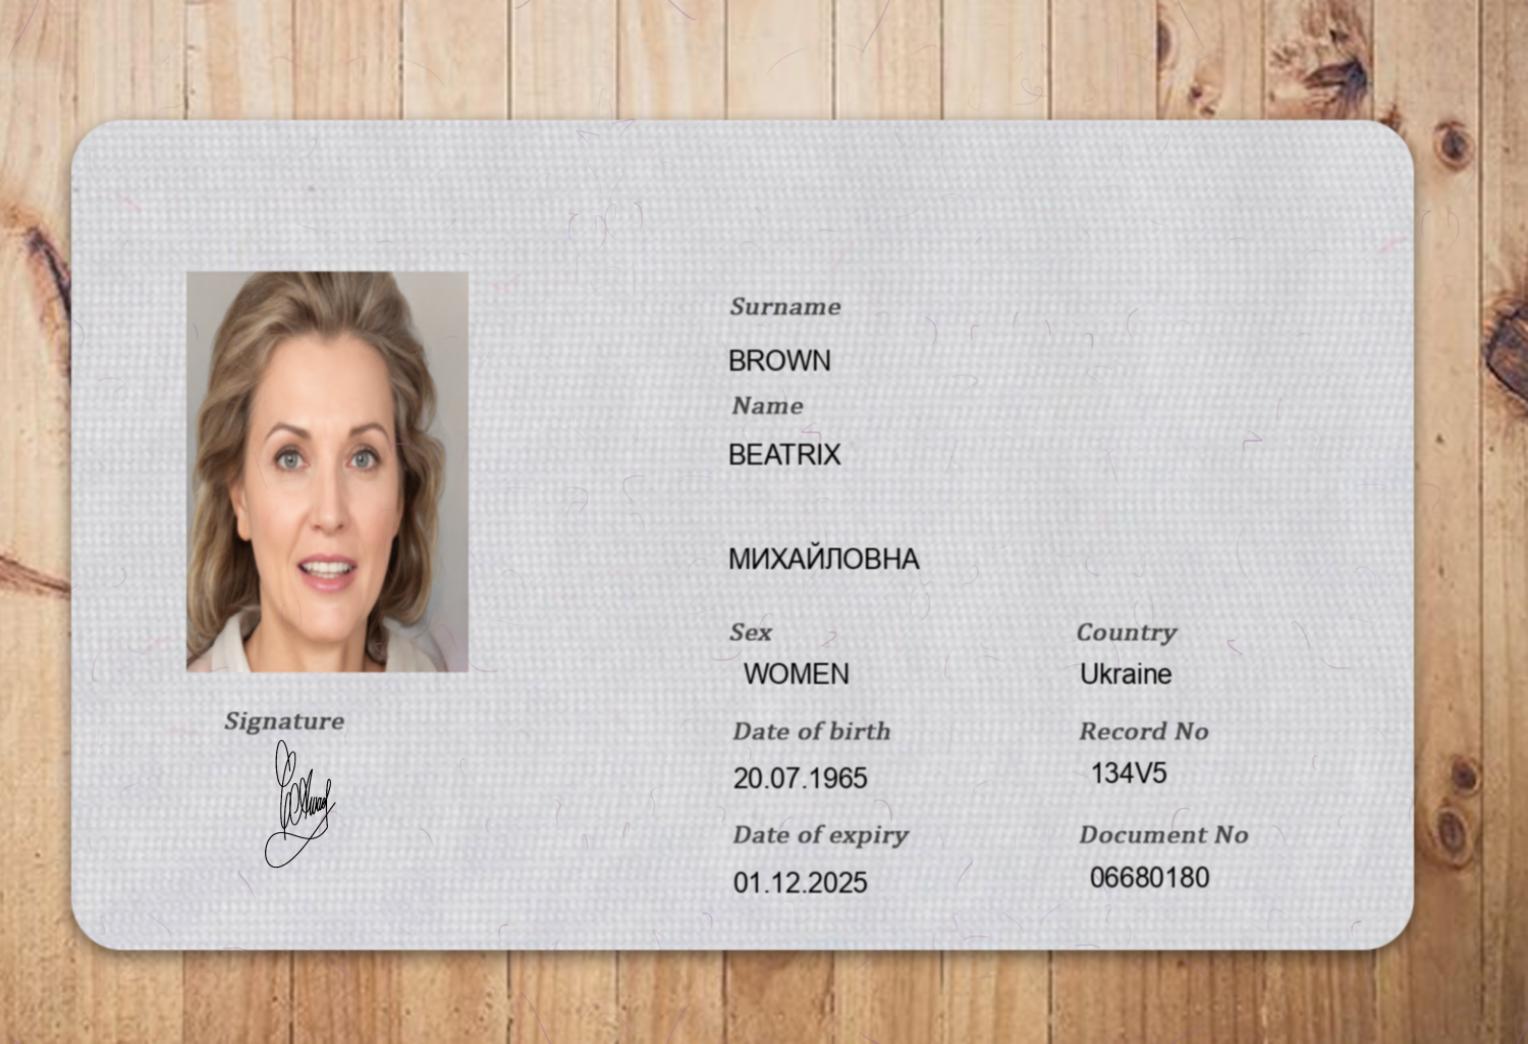 Surname
BROWN
Name
BEATRIX
МИХАЙЛОВНА
Sex
WOMEN
Country
Ukraine
Date of birth
20.07.1965
Record No
134V5
Date of expiry
01.12.2025
Document No
06680180
Signature